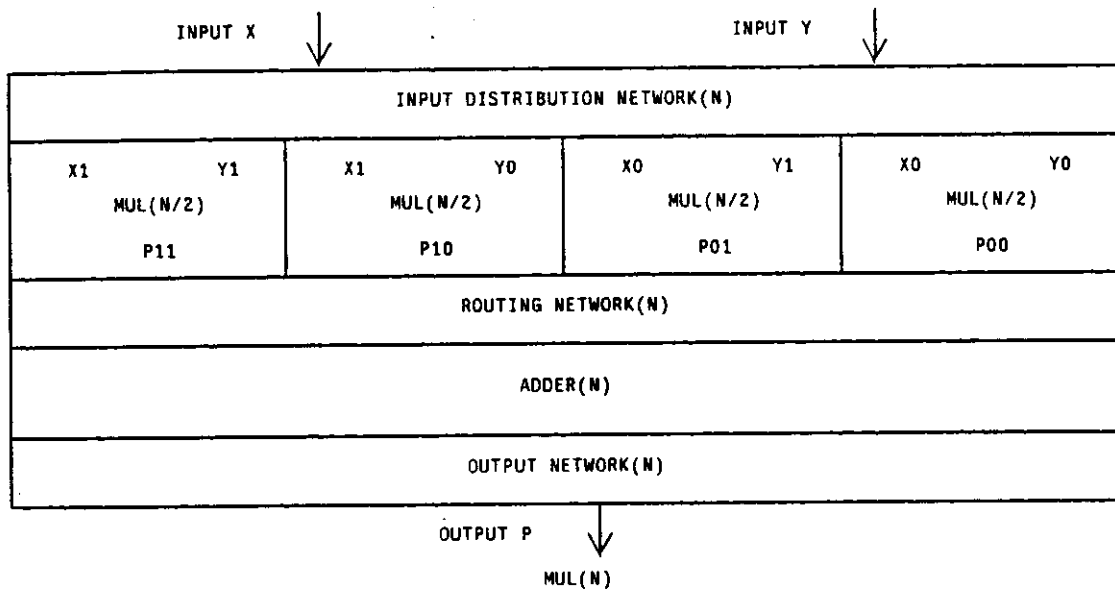 INPUT X INPUT Y
INPUT DISTRIBUTION NETWORK(N)
X1 Y1 X1 Y0 X0 Y1 X0 Y0
MUL(N/2) MUL(N/2) MUL(N/2) MUL(N/2)
P11 P10 P01 P00
ROUTING NETWORK(N)
ADDER(N)
OUTPUT NETWORK(N)
OUTPUT P
MUL(N)